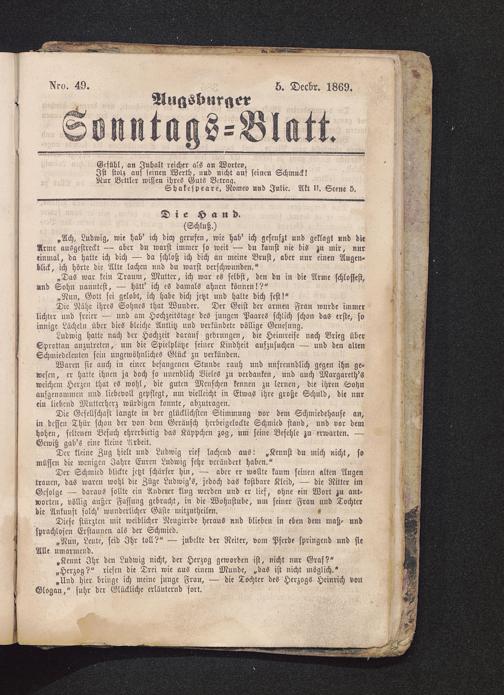 Nro. 49.
5. Decbr. 1869.
Augsburger
Sonntags=Blatt.
Gefühl, an Inhalt reicher als an Worten,
Ist stolz auf seinen Werth, und nicht auf seinen Schmuck!
Nur Bettler wissen ihres Guts Betrag.
Shakespeare, Romeo und Julie. Akt II. Scene 5.
Die Hand.
(Schluß.)
„Ach, Ludwig, wie hab' ich dich gerufen, wie hab' ich geseufzt und geklagt und die
Arme ausgestreckt — aber du warst immer so weit — du kannst nie bis zu mir, nur
einmal, da hatte ich dich — da schloß ich dich an meine Brust, aber nur einen Augen-
blick, ich hörte die Alte lachen und du warst verschwunden."
„Das war kein Traum, Mutter, ich war es selbst, den du in die Arme schlossest,
und Sohn nanntest, — hätt' ich es damals ahnen können!?"
„Nun, Gott sei gelobt, ich habe dich jetzt und halte dich fest!"
Die Nähe ihres Sohnes that Wunder. Der Geist der armen Frau wurde immer
lichter und freier — und am Hochzeitstage des jungen Paares schlich schon das erste, so
innige Lächeln über dies bleiche Antlitz und verkündete völlige Genesung.
Ludwig hatte nach der Hochzeit darauf gedrungen, die Heimreise nach Brieg über
Sprottau anzutreten, um die Spielplätze seiner Kindheit aufzusuchen — und den alten
Schmiedeleuten sein ungewöhnliches Glück zu verkünden.
Waren sie auch in einer befangenen Stunde rauh und unfreundlich gegen ihn ge-
wesen, er hatte ihnen ja doch so unendlich Vieles zu verdanken, und auch Margareth's
weichem Herzen that es wohl, die guten Menschen kennen zu lernen, die ihren Sohn
aufgenommen und liebevoll gepflegt, um vielleicht in Etwas ihre große Schuld, die nur
ein liebend Mutterherz würdigen konnte, abzutragen.
Die Gesellschaft langte in der glücklichsten Stimmung vor dem Schmiedehause an,
in dessen Thür schon der von dem Geräusch herbeigelockte Schmied stand, und vor dem
hohen, seltenen Besuch ehrerbietig das Käppchen zog, um seine Befehle zu erwarten. —
Gewiß gab's eine kleine Arbeit.
Der kleine Zug hielt und Ludwig rief lachend aus: „Kennst du mich nicht, so
müssen die wenigen Jahre Euren Ludwig sehr verändert haben."
Der Schmied blickte jetzt schärfer hin, — aber er wollte kaum seinen alten Augen
trauen, das waren wohl die Züge Ludwig's, jedoch das kostbare Kleid, — die Ritter im
Gefolge — daraus sollte ein Anderer klug werden und er lief, ohne ein Wort zu ant-
worten, völlig außer Fassung gebracht, in die Wohnstube, um seiner Frau und Tochter
die Ankunft solch' wunderlicher Gäste mitzutheilen.
Diese stürzten mit weiblicher Neugierde heraus und blieben in eben dem maß- und
sprachlosen Erstaunen als der Schmied.
„Nun, Leute, seid Ihr toll?" — jubelte der Reiter, vom Pferde springend und sie
Alle umarmend.
„Kennt Ihr den Ludwig nicht, der Herzog geworden ist, nicht nur Graf?"
„Herzog?" riefen die Drei wie aus einem Munde, „das ist nicht möglich."
„Und hier bringe ich meine junge Frau, — die Tochter des Herzogs Heinrich von
Glogau," fuhr der Glückliche erläuternd fort.